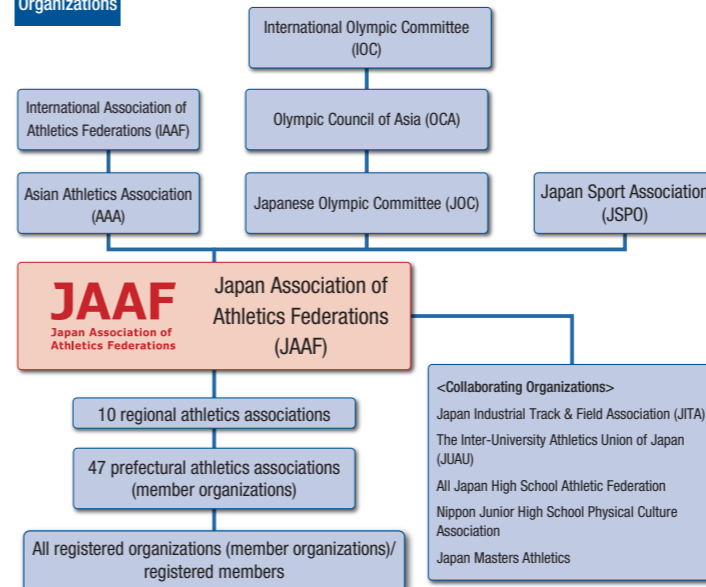 Organizations
International Olympic Committee
(IOC)
International Association of
Athletics Federations (IAAF)
Olympic Council of Asia (OCA)
Asian Athletics Association
(AAA)
Japanese Olympic Committee (JOC)
Japan Sport Association
(JSPO)
JAAF
Japan Association of
Athletics Federations
Japan Association of
Athletics Federations
(JAAF)
10 regional athletics associations
47 prefectural athletics associations
(member organizations)
All registered organizations (member organizations)/
registered members
<Collaborating Organizations>
Japan Industrial Track & Field Association (JITA)
The Inter-University Athletics Union of Japan
(JUAU)
All Japan High School Athletic Federation
Nippon Junior High School Physical Culture
Association
Japan Masters Athletics